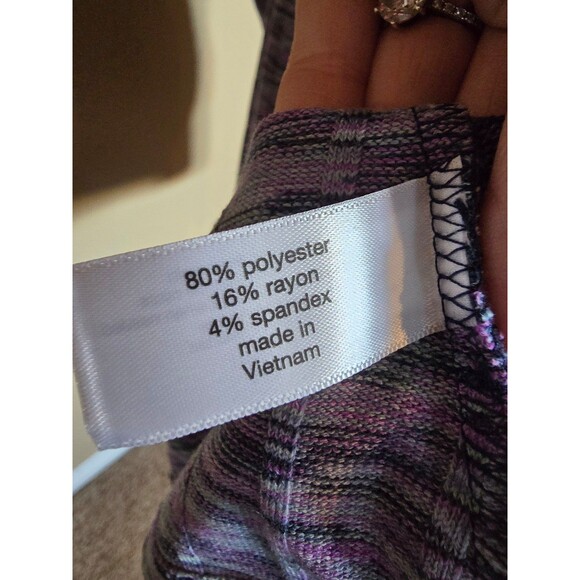 80% polyester
16% rayon
4% spandex
made in
Vietnam